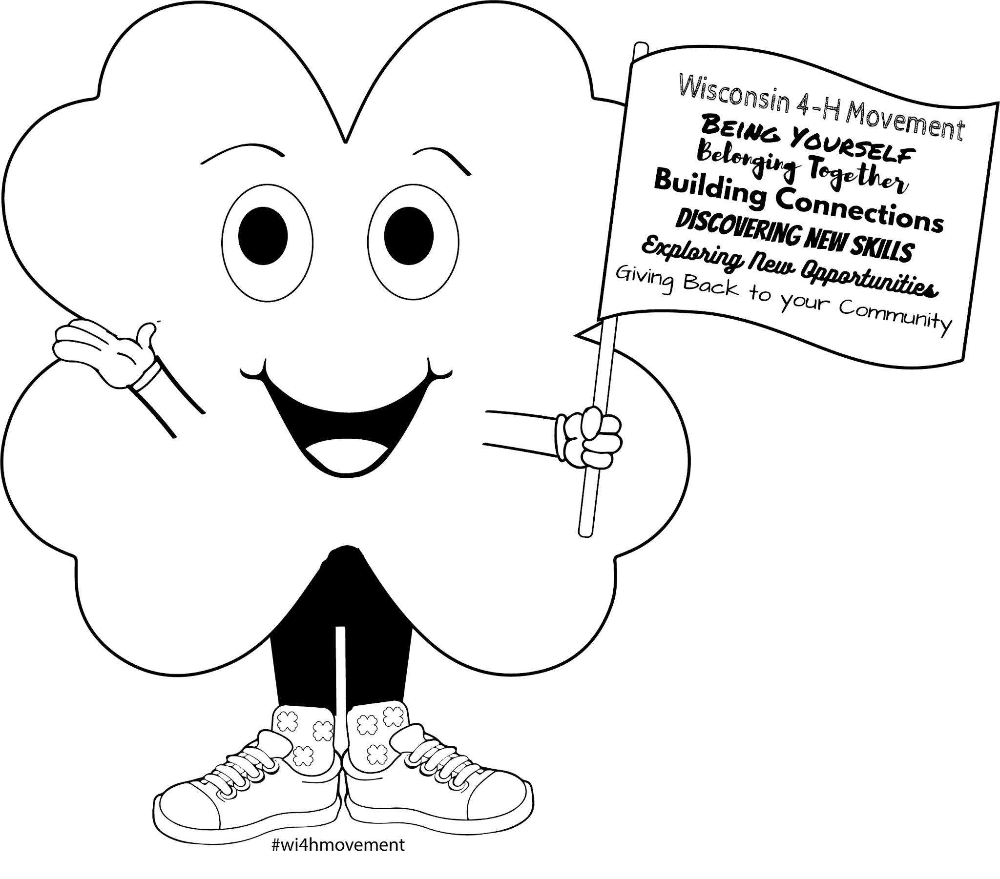 Wisconsin 4-H Movement
BEING YOURSELF
Belonging Together
Building Connections
DISCOVERING NEW SKILLS
Exploring New Opportunities
Giving Back to your Community
#wi4hmovement